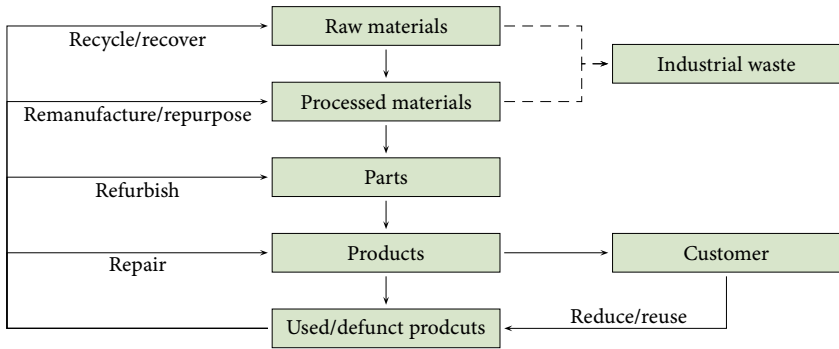 Raw materials
Recycle/recover
Industrial waste
Processed materials
Remanufacture/repurpose
Parts
Refurbish
Products
Customer
Repair
Used/defunct prodcuts
Reduce/reuse